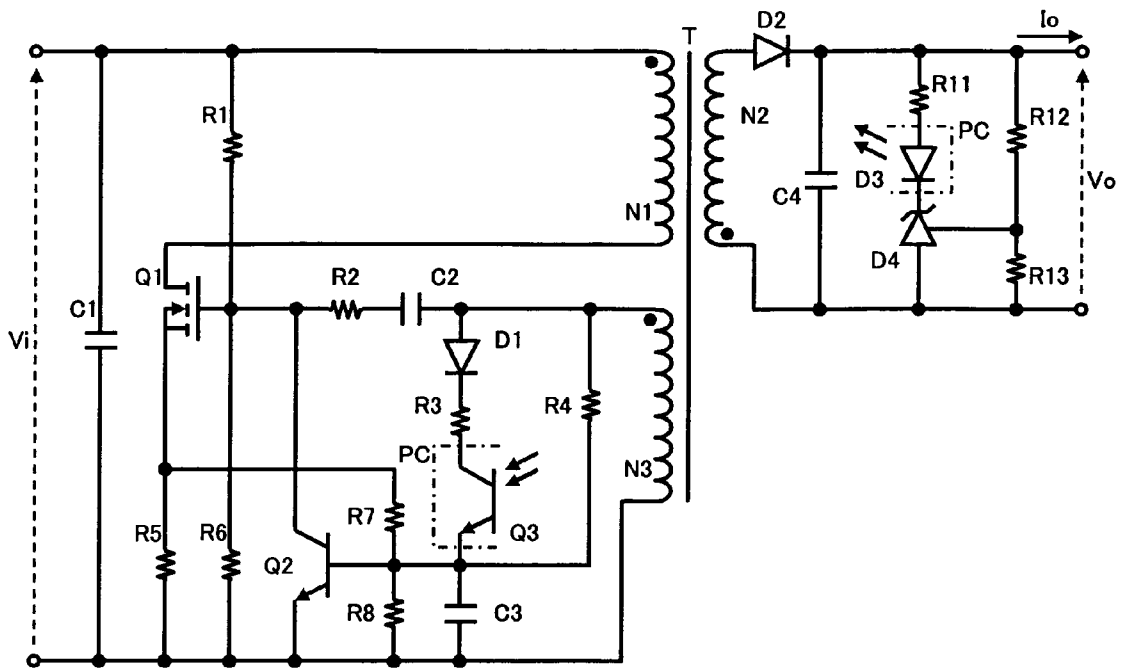 D2
Io
T
R1
R11
PC
R12
N2
D3
C4
Vo
N1
D4
R13
Q1
R2
C2
C1
Vi
D1
R3
R4
PC
N3
R7
Q3
R5
R6
Q2
R8
C3